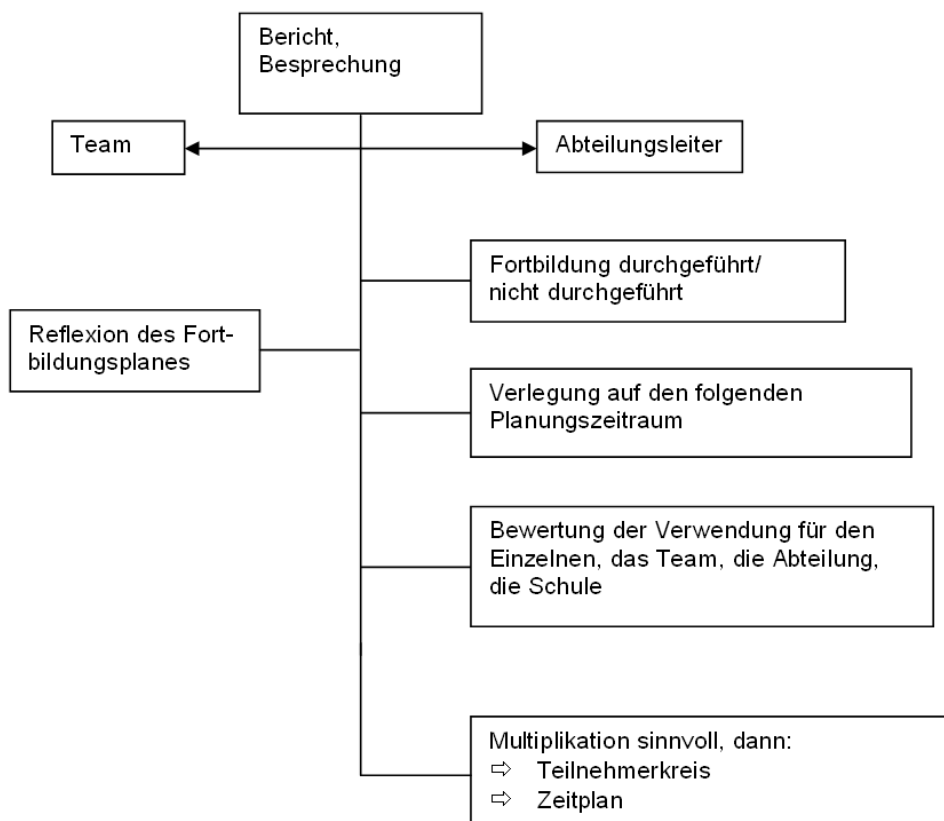 Bericht,
Besprechung
Team
Abteilungsleiter
Fortbildung durchgeführt/
nicht durchgeführt
Reflexion des Fort-
bildungsplanes
Verlegung auf den folgenden
Planungszeitraum
Bewertung der Verwendung für den
Einzelnen, das Team, die Abteilung,
die Schule
Multiplikation sinnvoll, dann:
⇨ Teilnehmerkreis
⇨ Zeitplan